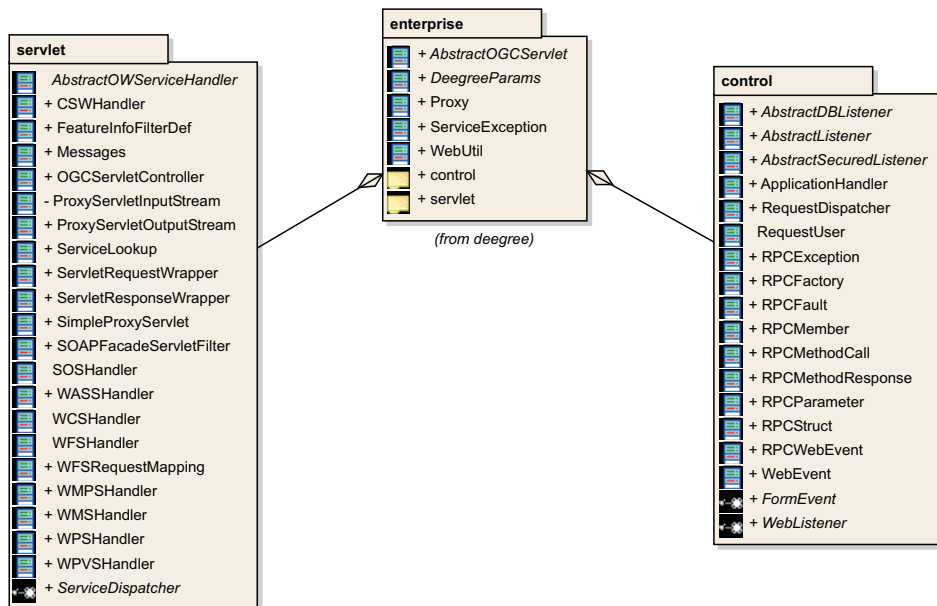 servlet
AbstractOWServiceHandler
+ CSWHandler
+ FeatureInfoFilterDef
+ Messages
+ OGCServletController
- ProxyServletInputStream
+ ProxyServletOutputStream
+ ServiceLookup
+ ServletRequestWrapper
+ ServletResponseWrapper
+ SimpleProxyServlet
+ SOAPFacadeServletFilter
SOSHandler
+ WASSHandler
WCSHandler
WFSHandler
+ WFSRequestMapping
+ WMPSHandler
+ WMSHandler
+ WPSHandler
+ WPVSHandler
+ ServiceDispatcher
enterprise
+ AbstractOGCServlet
+ DeegreeParams
+ Proxy
+ ServiceException
+ WebUtil
+ control
+ servlet
(from deegree)
control
+ AbstractDBListener
+ AbstractListener
+ AbstractSecuredListener
+ ApplicationHandler
+ RequestDispatcher
RequestUser
+ RPCException
+ RPCFactory
+ RPCFault
+ RPCMember
+ RPCMethodCall
+ RPCMethodResponse
+ RPCParameter
+ RPCStruct
+ RPCWebEvent
+ WebEvent
+ FormEvent
+ WebListener